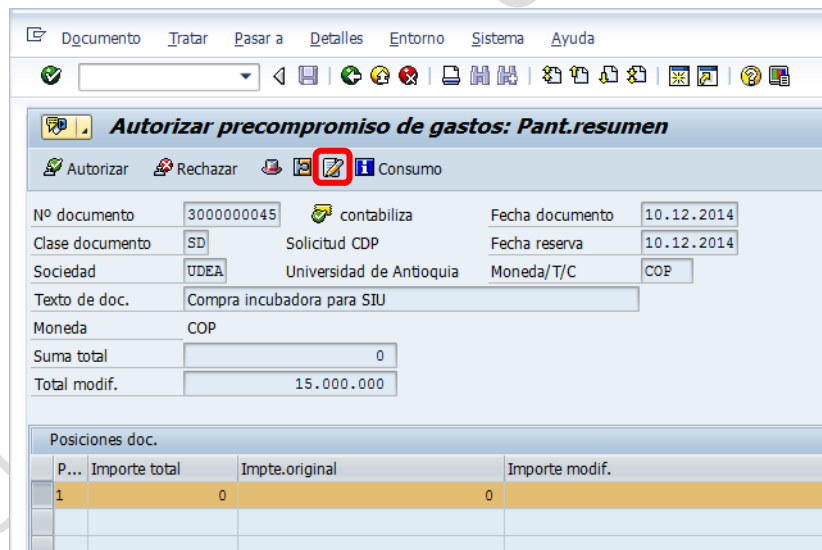 Documento Tratar Pasar a Detalles Entorno Sistema Ayuda
Autorizar precompromiso de gastos: Pant.resumen
Autorizar Rechazar Consumo
Nº documento 3000000045 contabiliza Fecha documento 10.12.2014
Clase documento SD Solicitud CDP Fecha reserva 10.12.2014
Sociedad UDEA Universidad de Antioquia Moneda/T/C COP
Texto de doc. Compra incubadora para SIU
Moneda COP
Suma total 0
Total modif. 15.000.000
Posiciones doc.
P... Importe total Impte.original Importe modif.
1 0 0